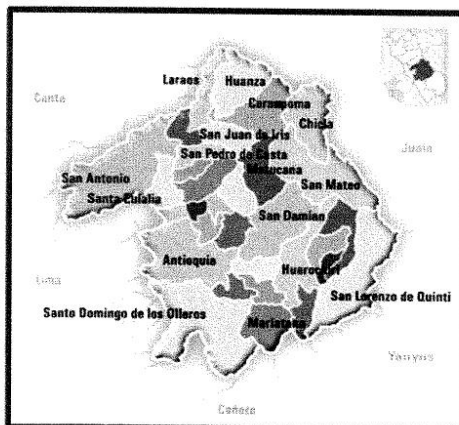 Laraos
Huanza
Canta
Carampoma
Chicla
San Juan de Iris
Junin
San Pedro de Casta
Matucana
San Antonio
San Mateo
Santa Eulalia
San Damian
Antioquia
Huarochiri
Lima
San Lorenzo de Quinti
Santo Domingo de los Olleros
Mariatana
Yauyos
Cañete